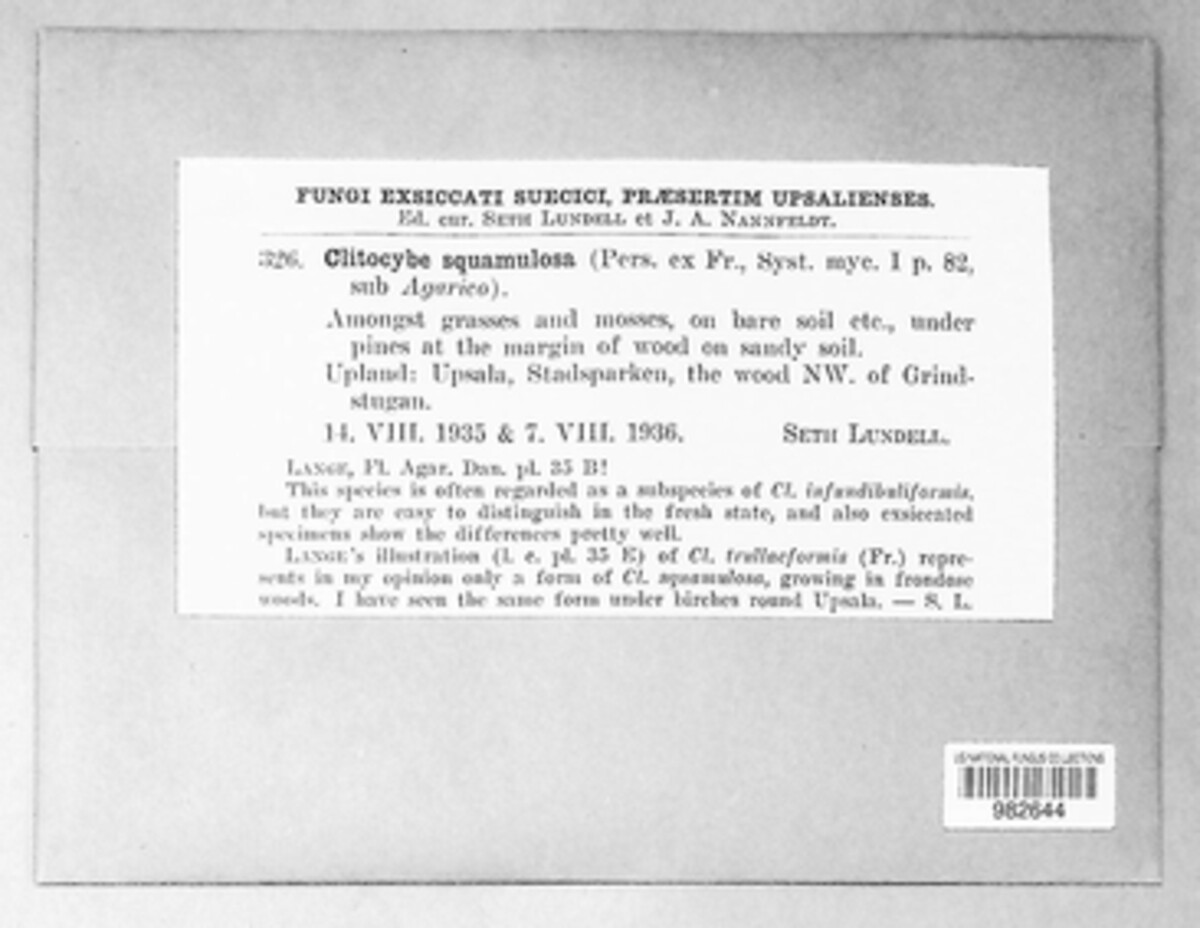 FUNGI EXSICCATI SUECICI, PRÆSERTIM UPSALIENSES.
Ed. cur. SETH LUNDELL et J. A. NANNFELDT.
326. Clitocybe squamulosa (Pers. ex Fr., Syst. myc. I p. 82,
sub Agarico).
Amongst grasses and mosses, on bare soil etc., under
pines at the margin of wood on sandy soil.
Upland: Upsala, Stadsparken, the wood NW. of Grind-
stugan.
14. VIII. 1935 & 7. VIII. 1936. SETH LUNDELL.
LANGE, Fl. Agar. Dan. pl. 35 B!
This species is often regarded as a subspecies of Cl. infundibuliformis,
but they are easy to distinguish in the fresh state, and also exsiccated
specimens show the differences pretty well.
LANGE's illustration (l. c. pl. 35 E) of Cl. trullaeformis (Fr.) repre-
sents in my opinion only a form of Cl. squamulosa, growing in frondose
woods. I have seen the same form under birches round Upsala. — S. L.
US NATIONAL FUNGUS COLLECTIONS
982644